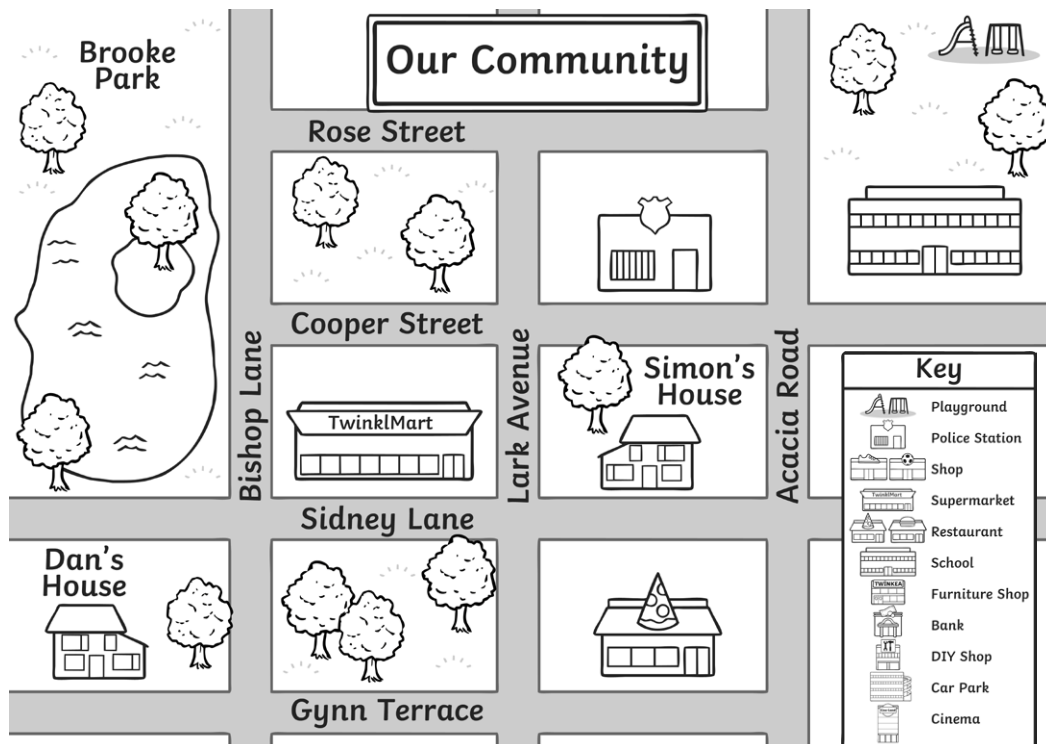 Brooke
Park
Our Community
Rose Street
Cooper Street
Bishop Lane
Lark Avenue
Acacia Road
Simon's
House
TwinklMart
Sidney Lane
Dan's
House
Gynn Terrace
Key
Playground
Police Station
Shop
TwinklMart
Supermarket
Restaurant
School
TWINKEA
Furniture Shop
Bank
DIY Shop
Car Park
Cinema